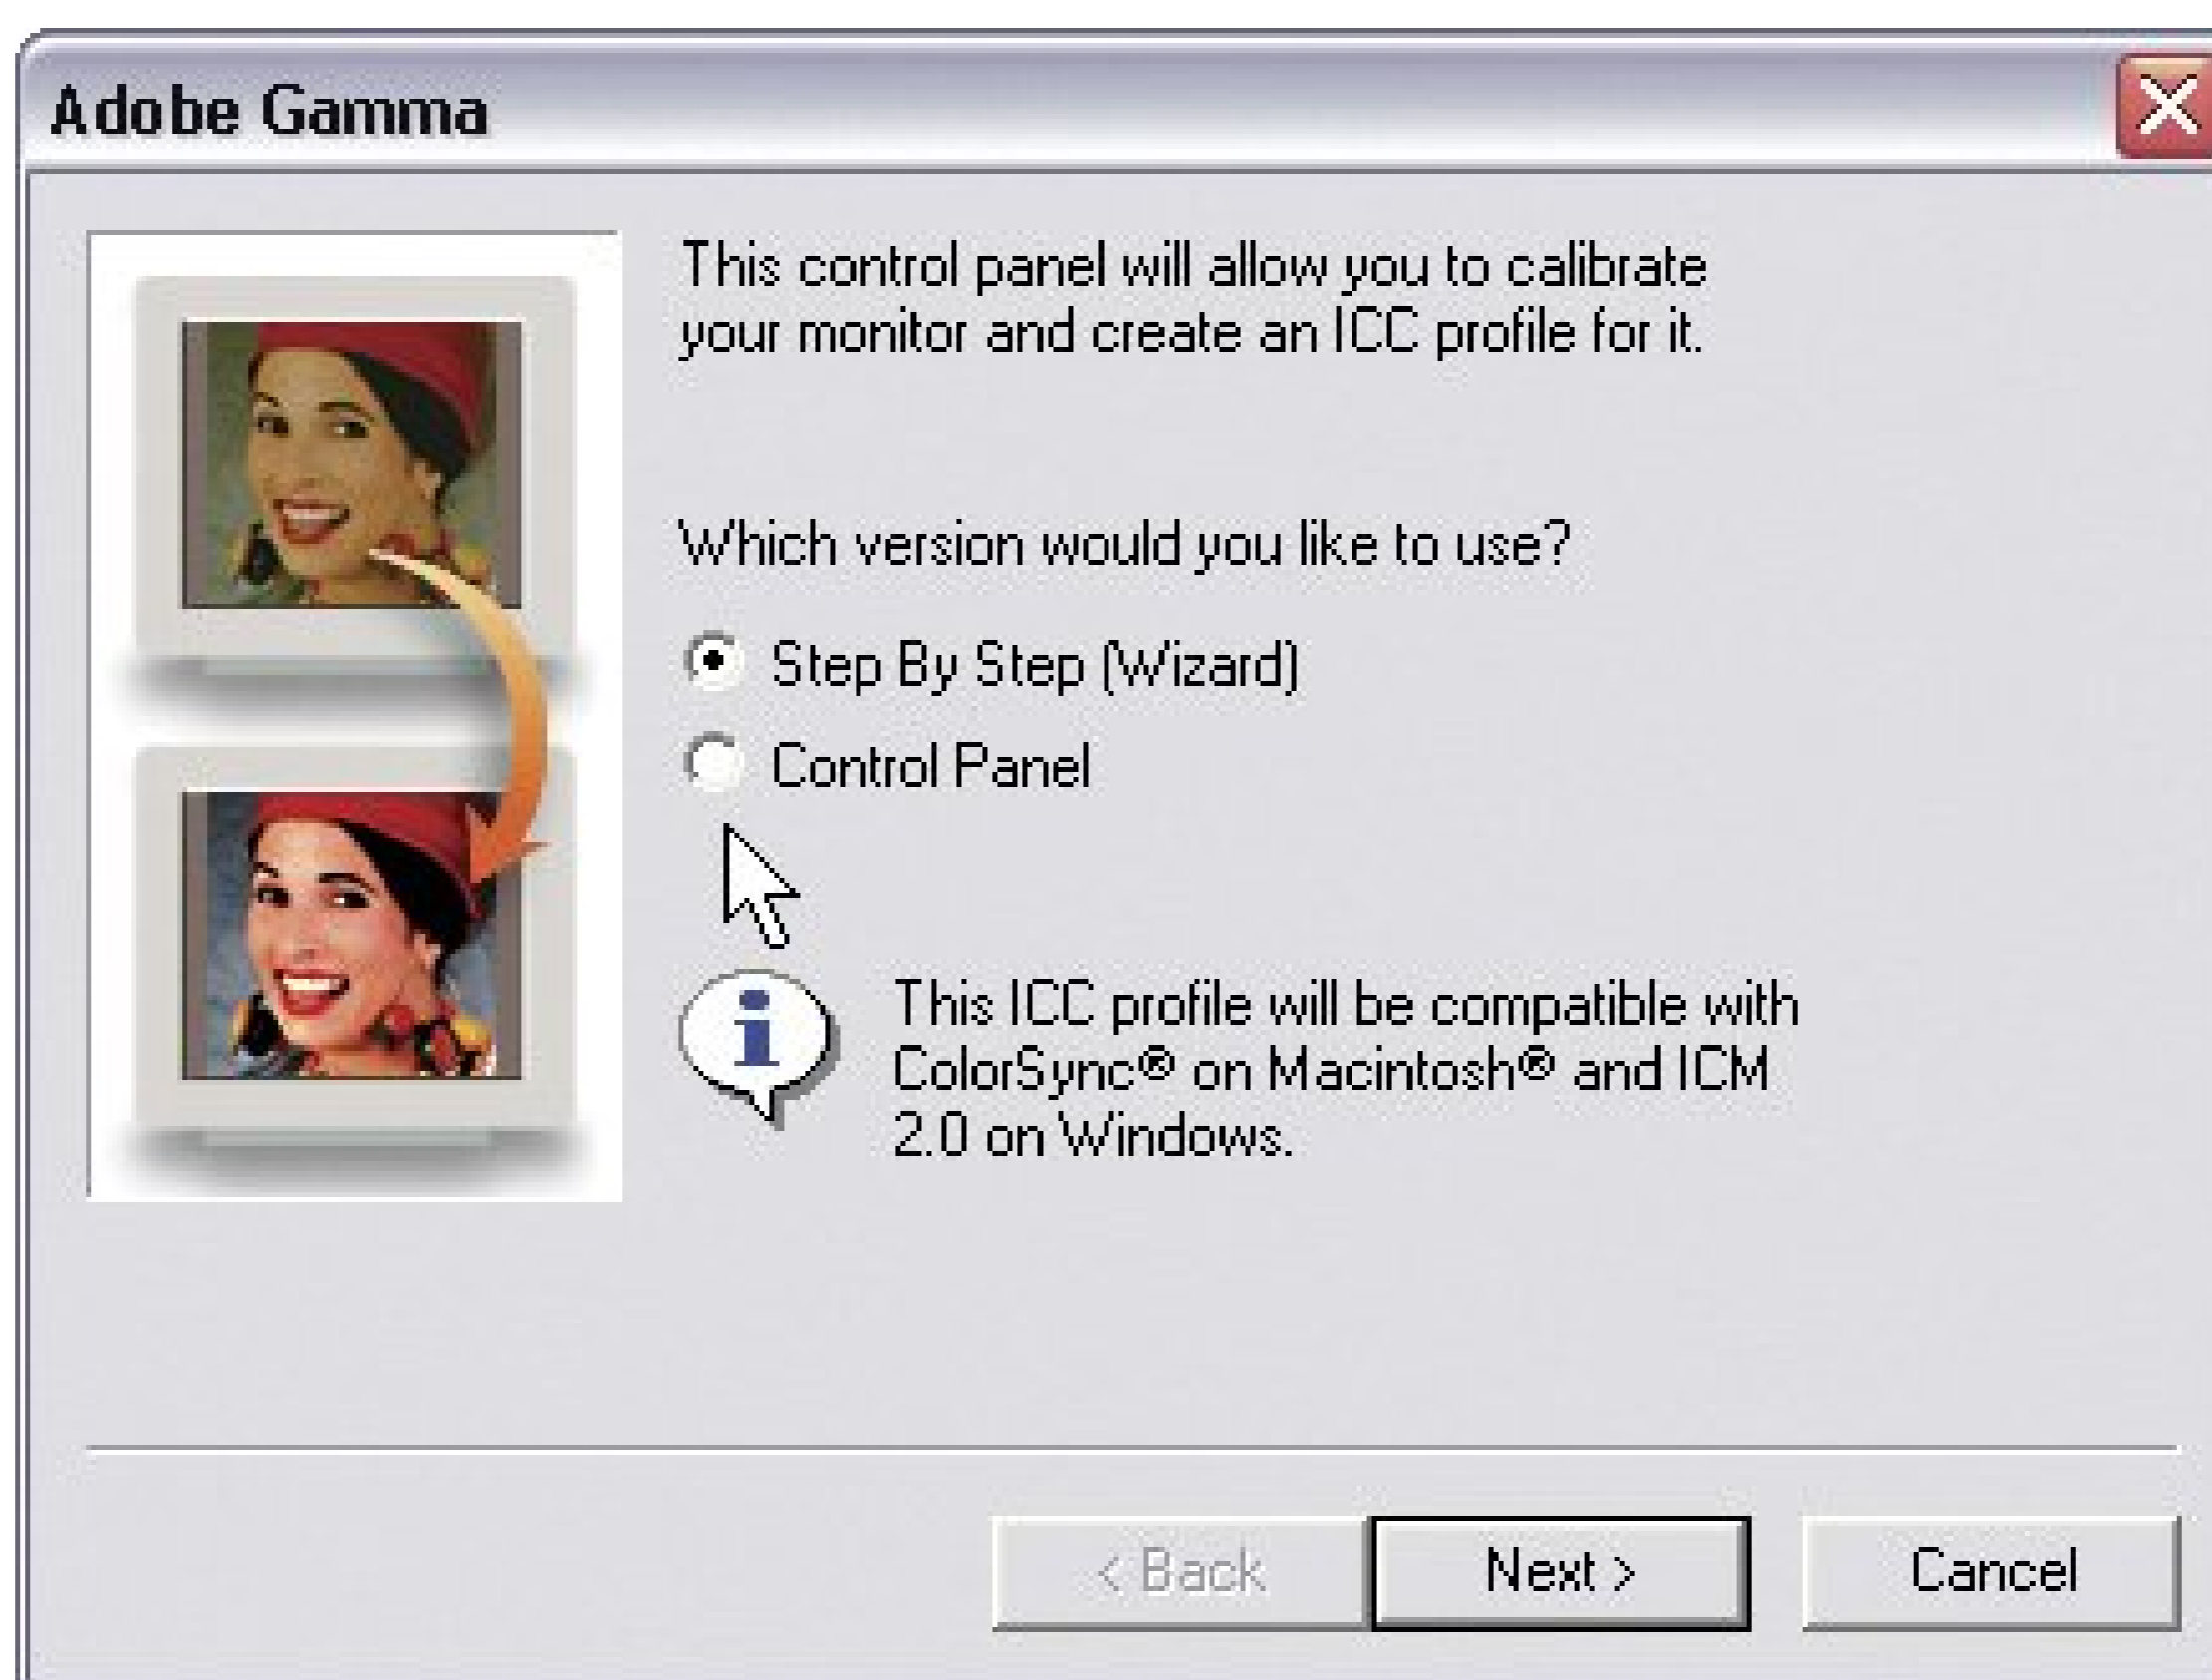 Adobe Gamma
This control panel will allow you to calibrate
your monitor and create an ICC profile for it.
Which version would you like to use?
Step By Step (Wizard)
Control Panel
i
This ICC profile will be compatible with
ColorSync® on Macintosh® and ICM
2.0 on Windows.
< Back
Next >
Cancel